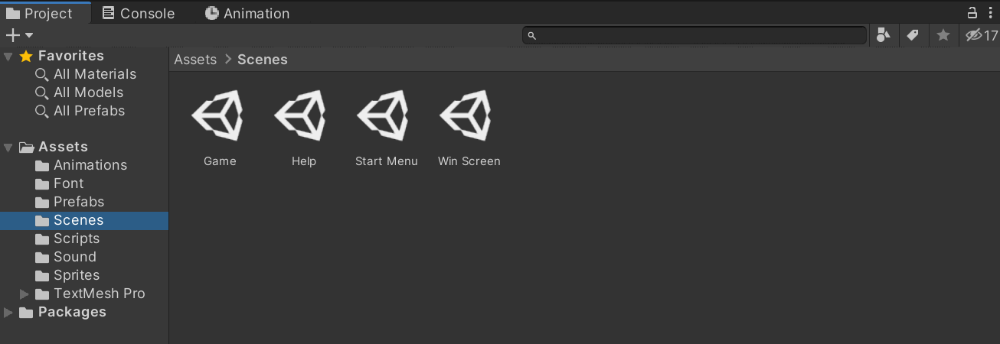 Project Console Animation
17
Favorites
All Materials
All Models
All Prefabs
Assets
Animations
Font
Prefabs
Scenes
Scripts
Sound
Sprites
TextMesh Pro
Packages
Assets > Scenes
Game Help Start Menu Win Screen